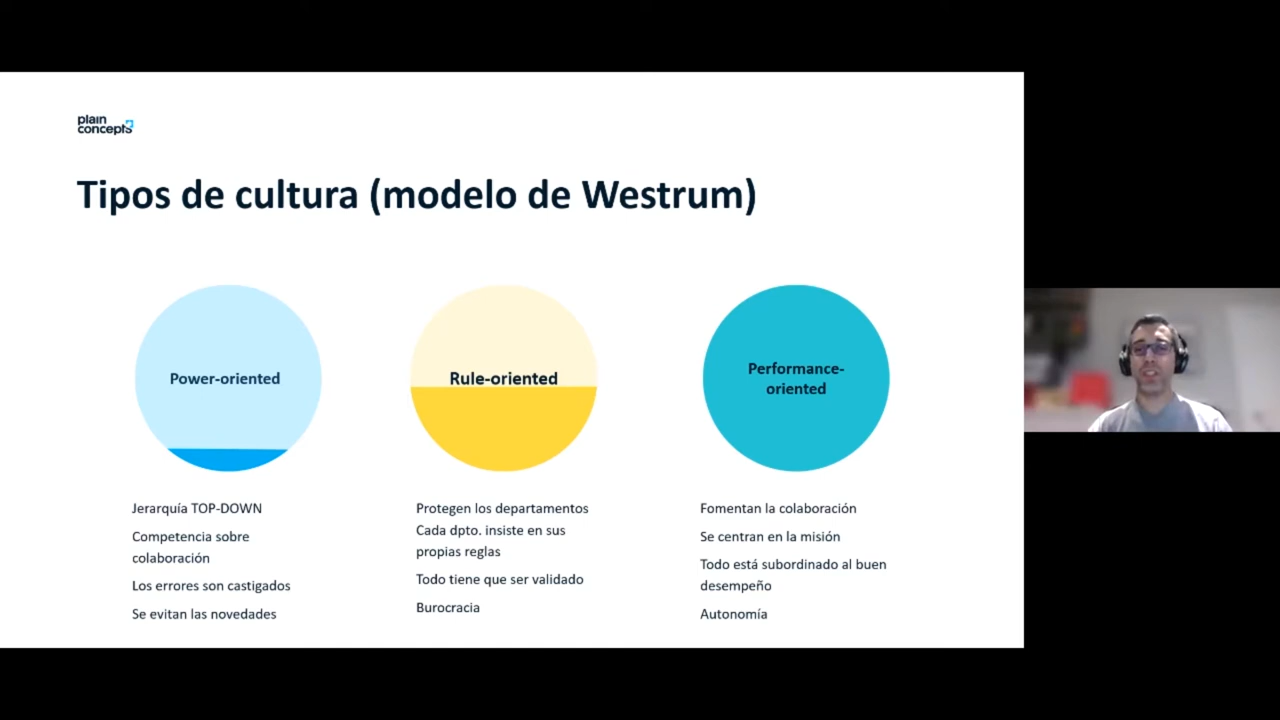 plain
concepts
Tipos de cultura (modelo de Westrum)
Power-oriented
Jerarquía TOP-DOWN
Competencia sobre
colaboración
Los errores son castigados
Se evitan las novedades
Rule-oriented
Protegen los departamentos
Cada dpto. insiste en sus
propias reglas
Todo tiene que ser validado
Burocracia
Performance-
oriented
Fomentan la colaboración
Se centran en la misión
Todo está subordinado al buen
desempeño
Autonomía